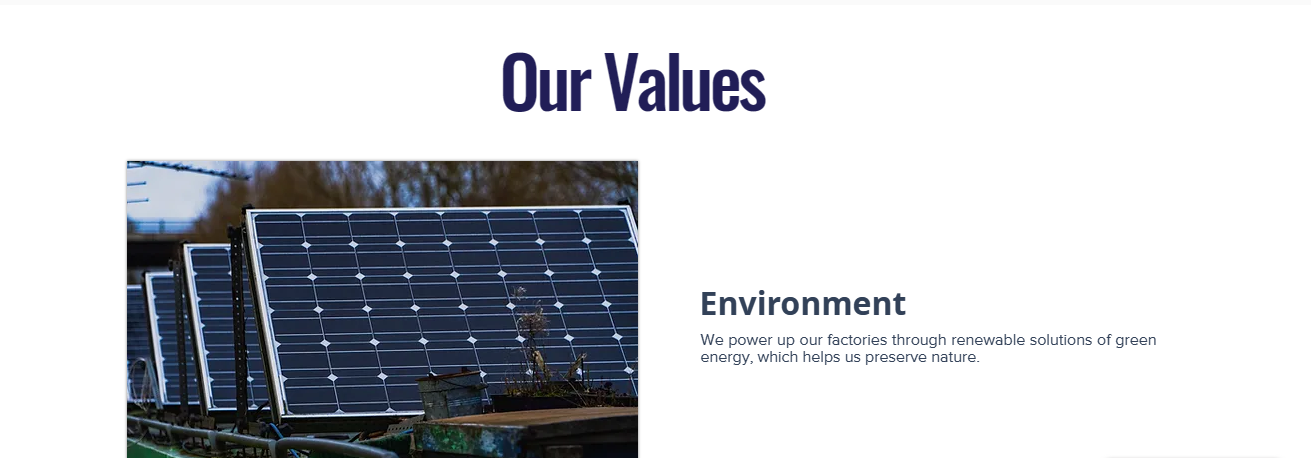 Our Values
Environment
We power up our factories through renewable solutions of green
energy, which helps us preserve nature.